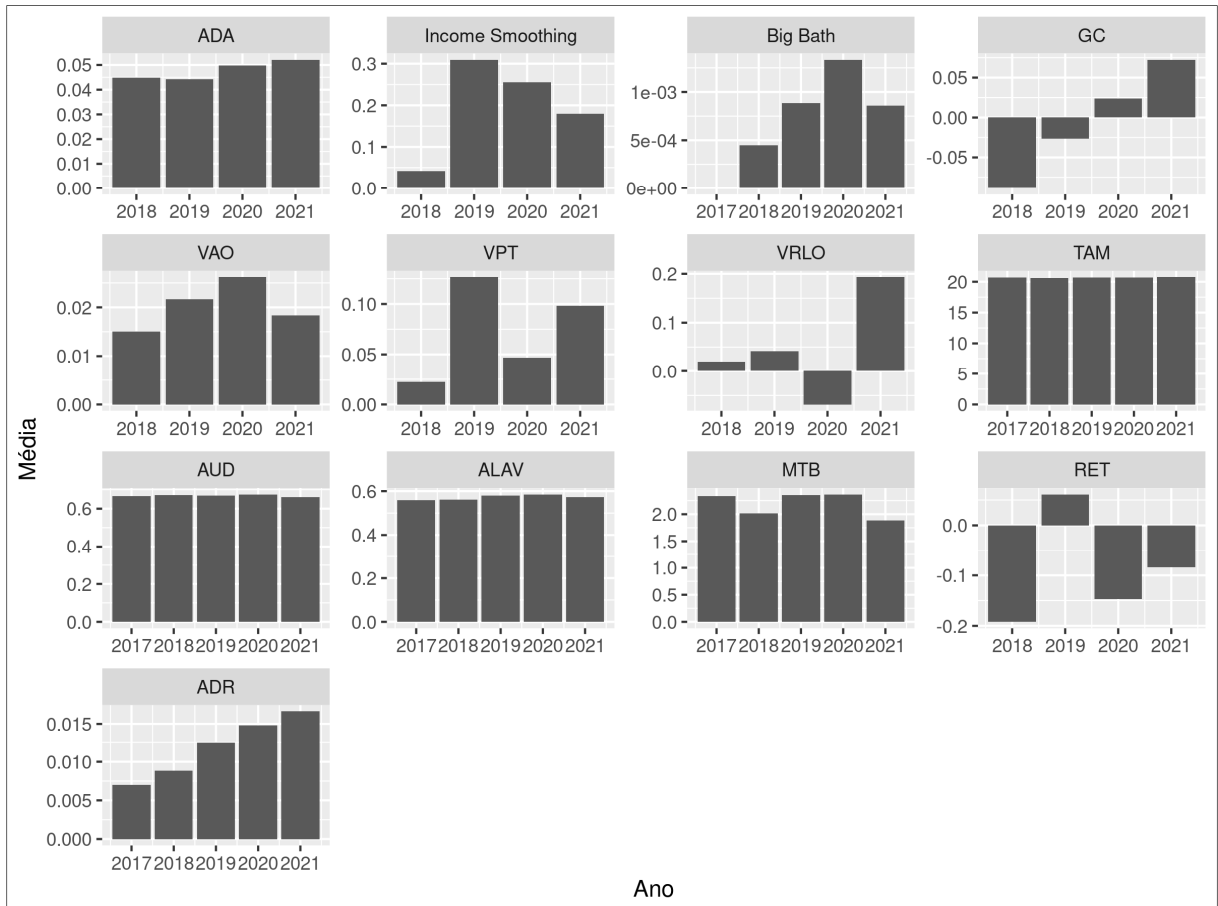 ADA
0.05
0.04
0.03
0.02
0.01
0.00
2018 2019 2020 2021
Income Smoothing
0.3
0.2
0.1
0.0
2018 2019 2020 2021
Big Bath
1e-03
5e-04
0e+00
2017 2018 2019 2020 2021
GC
0.05
0.00
-0.05
2018 2019 2020 2021
VAO
0.02
0.01
0.00
2018 2019 2020 2021
VPT
0.10
0.05
0.00
2018 2019 2020 2021
VRLO
0.2
0.1
0.0
2018 2019 2020 2021
TAM
20
15
10
5
0
2017 2018 2019 2020 2021
AUD
0.6
0.4
0.2
0.0
2017 2018 2019 2020 2021
ALAV
0.6
0.4
0.2
0.0
2017 2018 2019 2020 2021
MTB
2.0
1.5
1.0
0.5
0.0
2017 2018 2019 2020 2021
RET
0.0
-0.1
-0.2
2018 2019 2020 2021
ADR
0.015
0.010
0.005
0.000
2017 2018 2019 2020 2021
Média
Ano